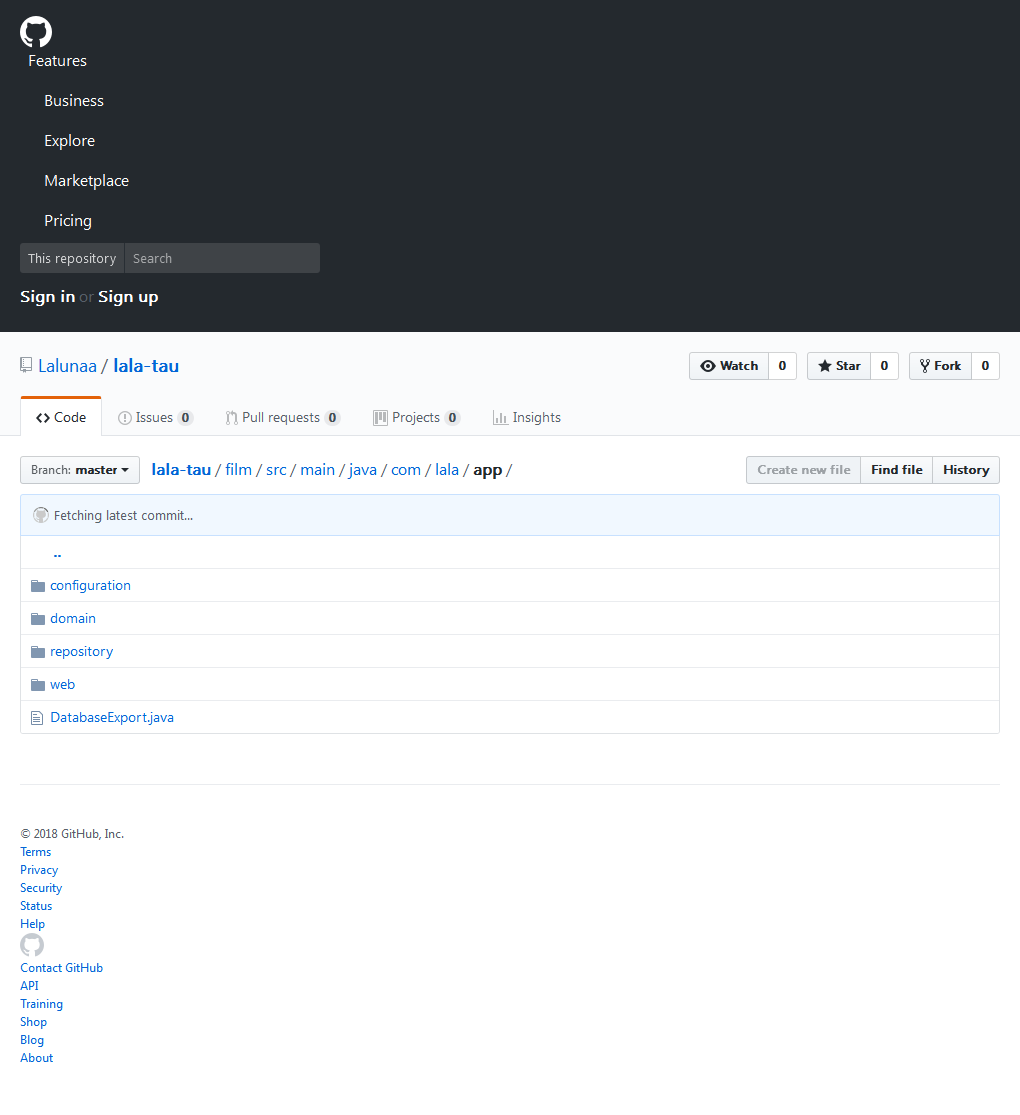 Features
Business
Explore
Marketplace
Pricing
This repository Search
Sign in or Sign up
Lalunaa / lala-tau Watch 0 Star 0 Fork 0
Code Issues 0 Pull requests 0 Projects 0 Insights
Branch: master lala-tau / film / src / main / java / com / lala / app / Create new file Find file History
Fetching latest commit...
..
configuration
domain
repository
web
DatabaseExport.java
© 2018 GitHub, Inc.
Terms
Privacy
Security
Status
Help
Contact GitHub
API
Training
Shop
Blog
About